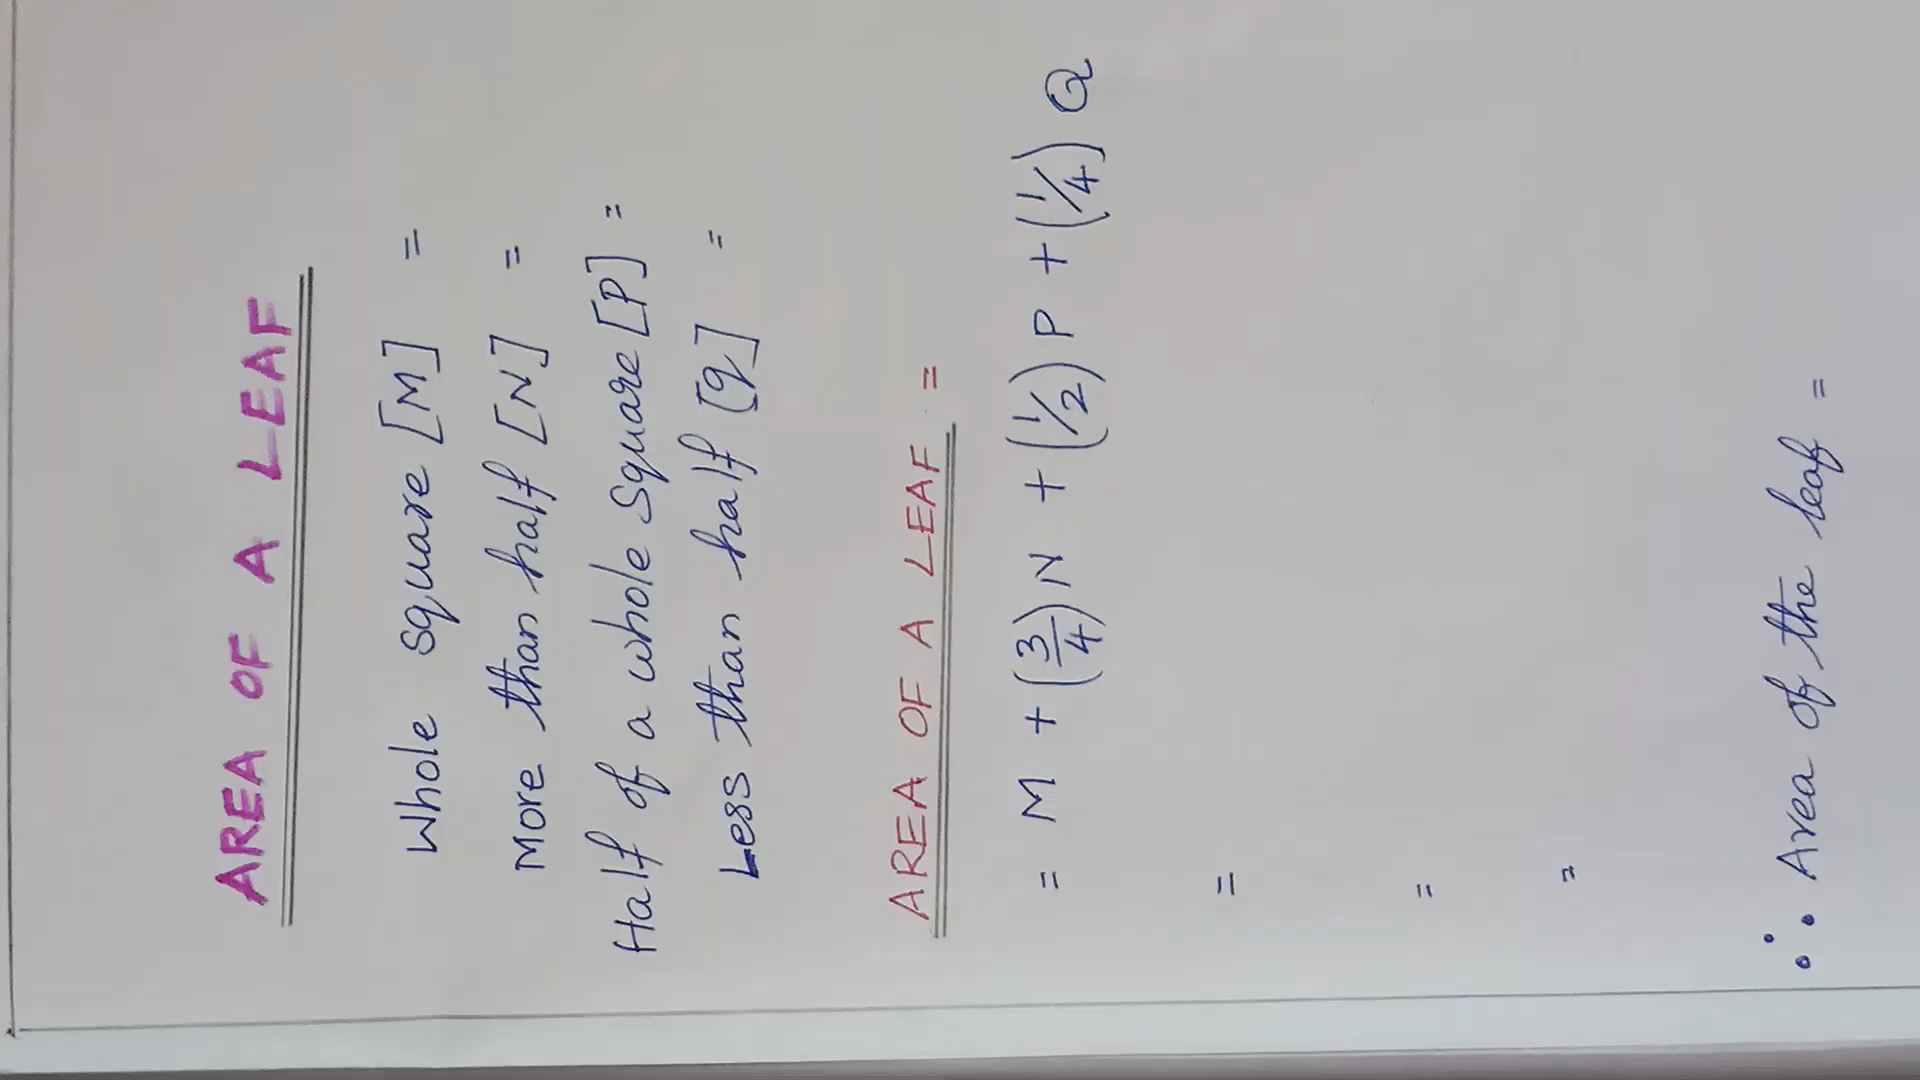 AREA OF A LEAF
Whole square [M] =
More than half [N] =
Half of a whole square [P] =
Less than half [q] =
AREA OF A LEAF =
= M + (3/4) N + (1/2) P + (1/4) Q
=
=
=
∴ Area of the leaf =